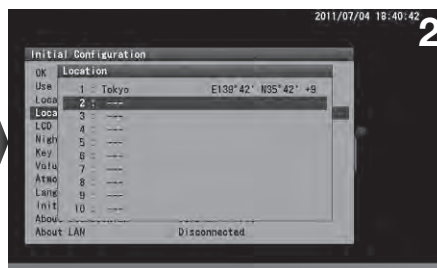 2011/07/04 18:40:42
2
Initial Configuration
OK
Location
Use
1 : Tokyo E139°42' N35°42' +9
Loca
2 : ---
Loca
3 : ---
LCD
4 : ---
Nigh
5 : ---
Key
6 : ---
Volu
7 : ---
Atmo
8 : ---
Lang
9 : ---
Init
10 : ---
About LAN Disconnected